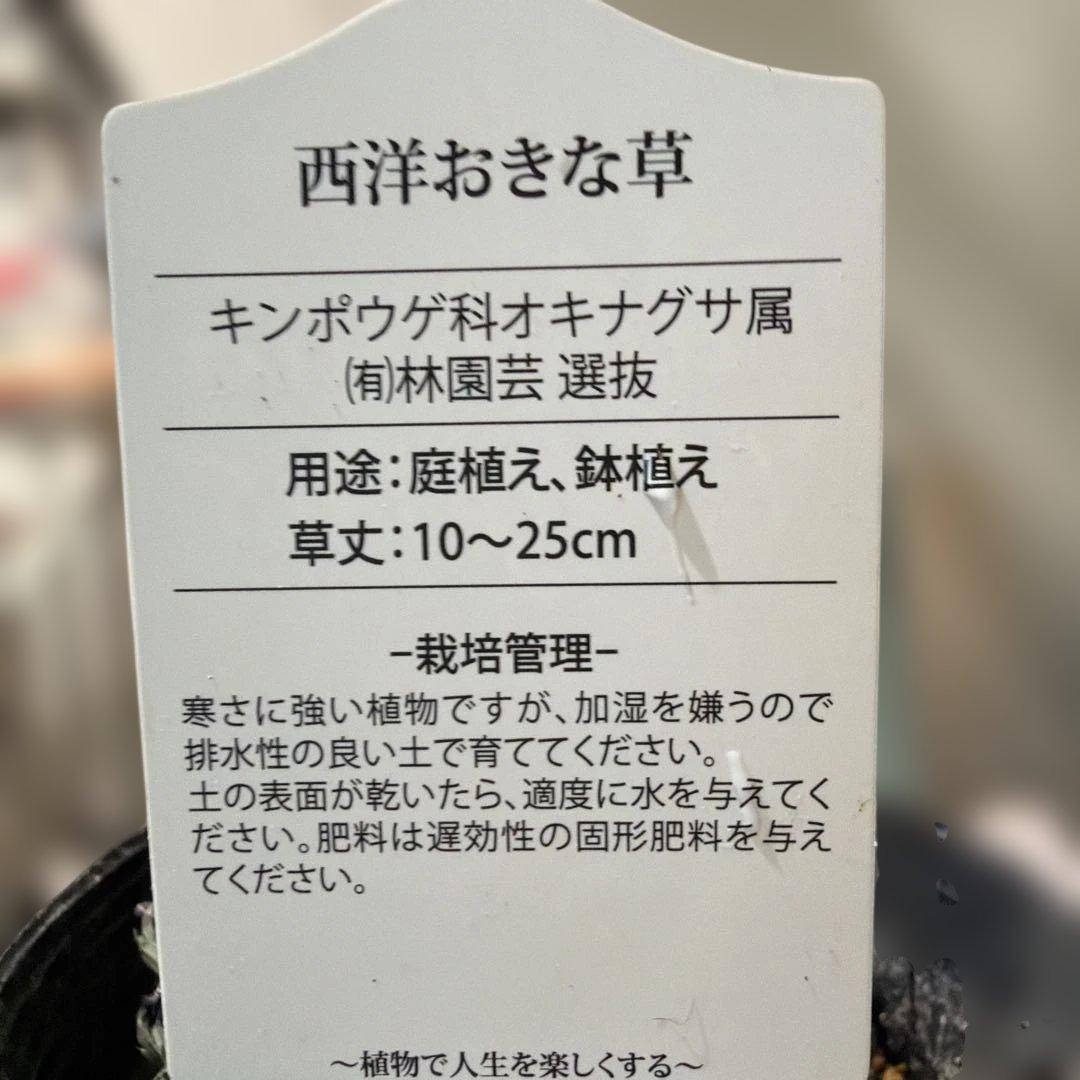 西洋おきな草
キンポウゲ科オキナグサ属
㈲林園芸 選抜
用途：庭植え、鉢植え
草丈：10〜25cm
−栽培管理−
寒さに強い植物ですが、加湿を嫌うので
排水性の良い土で育ててください。
土の表面が乾いたら、適度に水を与えてく
ださい。肥料は遅効性の固形肥料を与え
てください。
〜植物で人生を楽しくする〜